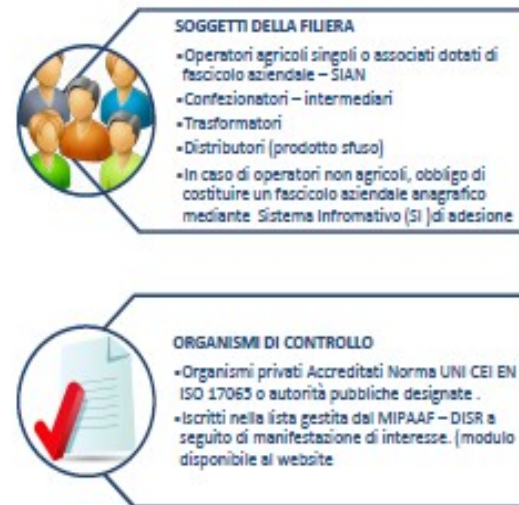 SOGGETTI DELLA FILIERA
▪Operatori agricoli singoli o associati dotati di
fascicolo aziendale – SIAN
▪Confezionatori – intermediari
▪Trasformatori
▪Distributori (prodotto sfuso)
▪In caso di operatori non agricoli, obbligo di
costituire un fascicolo aziendale anagrafico
mediante Sistema Infromativo (SI )di adesione
ORGANISMI DI CONTROLLO
▪Organismi privati Accreditati Norma UNI CEI EN
ISO 17065 o autorità pubbliche designate .
▪Iscritti nella lista gestita dal MIPAAF – DISR a
seguito di manifestazione di interesse. (modulo
disponibile al website